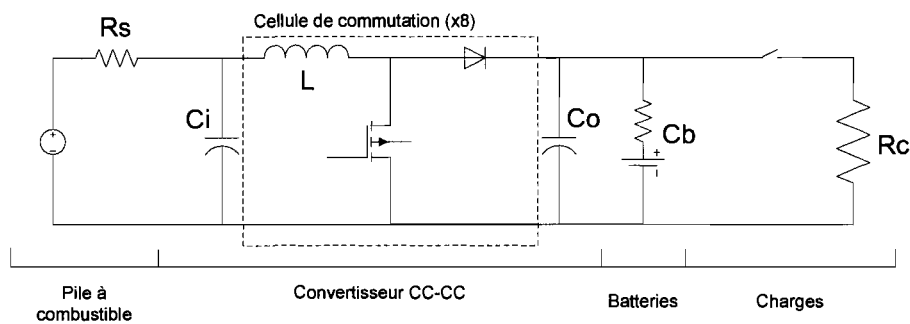 Cellule de commutation (x8)
Rs
L
Ci
Co
Cb
Rc
+
-
+
-
Pile à
combustible
Convertisseur CC-CC
Batteries
Charges